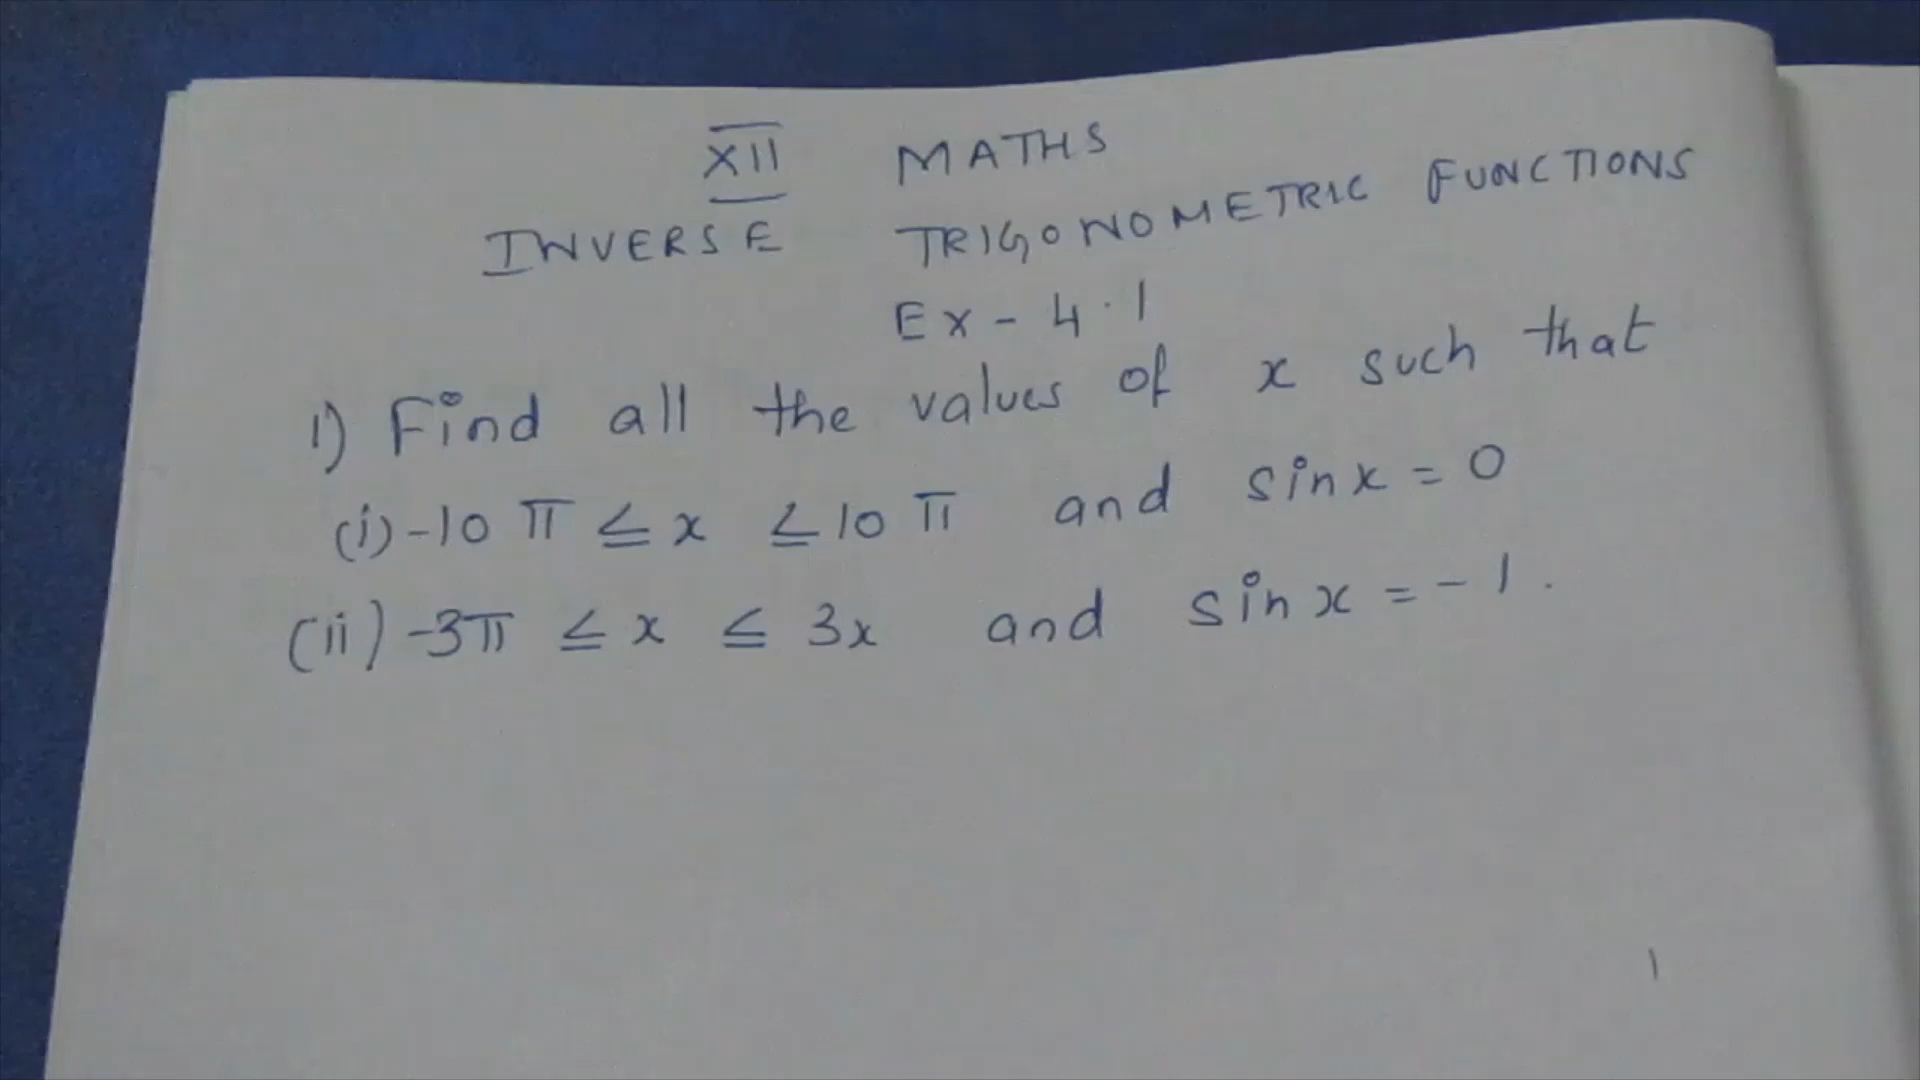 XII MATHS
INVERSE TRIGONOMETRIC FUNCTIONS
Ex - 4.1
1) Find all the values of x such that
(i) -10 π ≤ x ≤ 10 π and sin x = 0
(ii) -3π ≤ x ≤ 3x and sin x = -1.
1